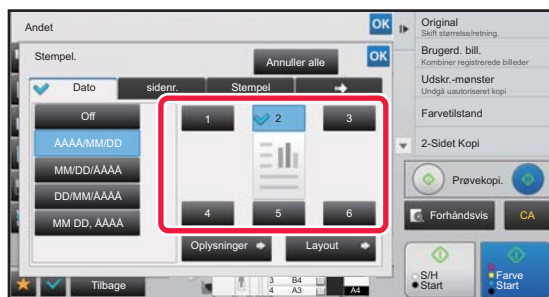 Andet
OK
Stempel.
Annuller alle
OK
Dato
sidenr.
Stempel
Off
ÅÅÅÅ/MM/DD
MM/DD/ÅÅÅÅ
DD/MM/ÅÅÅÅ
MM DD, ÅÅÅÅ
1
2
3
4
5
6
Oplysninger
Layout
Tilbage
3 B4
4 A3
A4
Original
Skift størrelse/retning.
Brugerd. bill.
Kombiner registrerede billeder
Udskr.-mønster
Undgå uautoriseret kopi
Farvetilstand
2-Sidet Kopi
Prøvekopi.
Forhåndsvis
CA
S/H
Start
Farve
Start